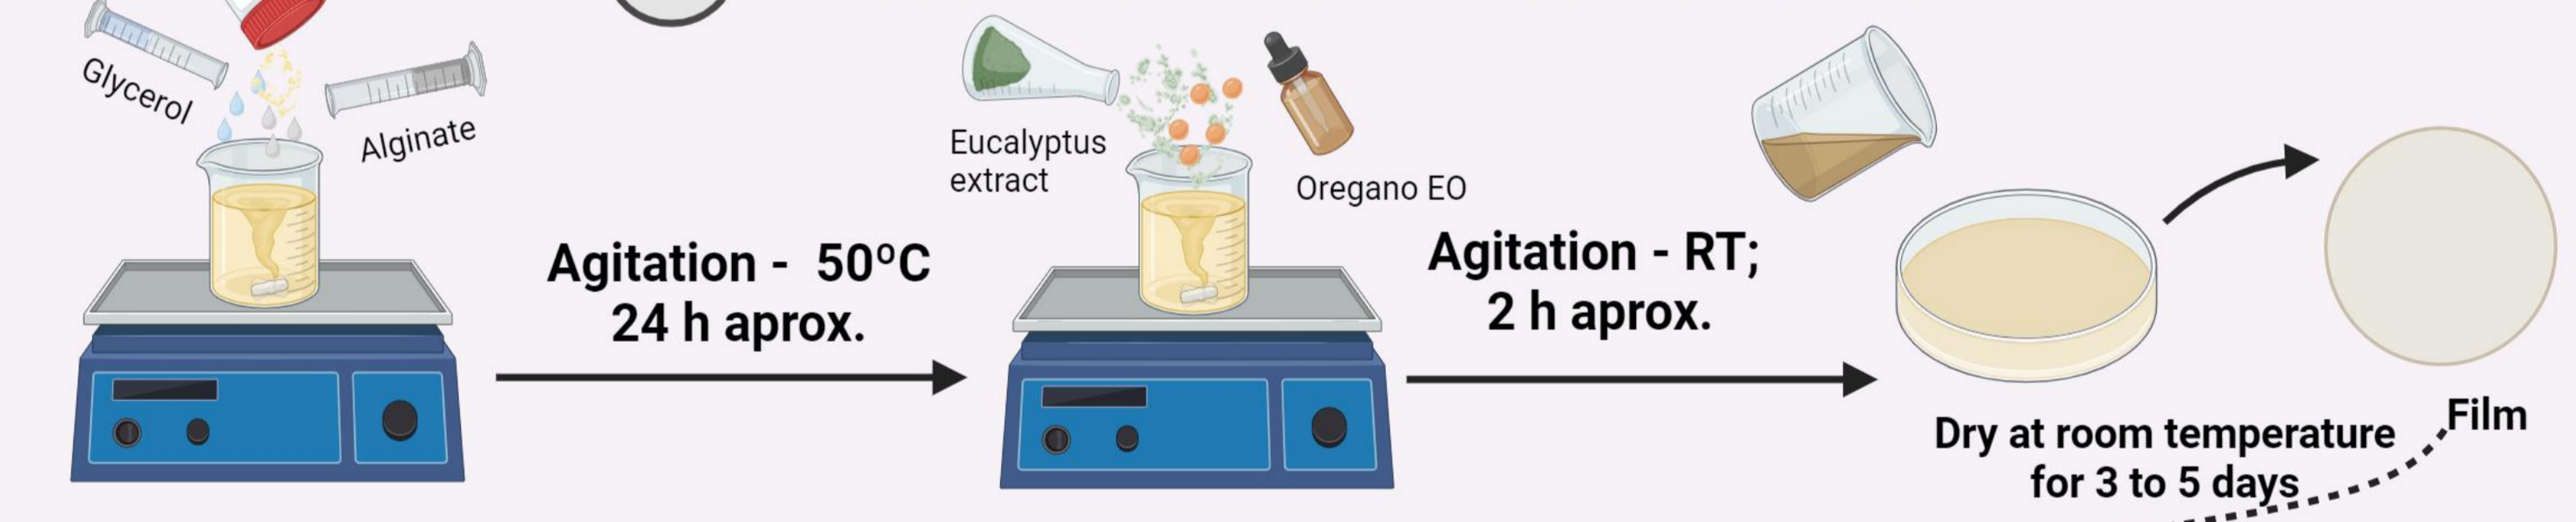 Glycerol
Alginate
Agitation - 50ºC
24 h aprox.
Eucalyptus
extract
Oregano EO
Agitation - RT;
2 h aprox.
Dry at room temperature
for 3 to 5 days
Film